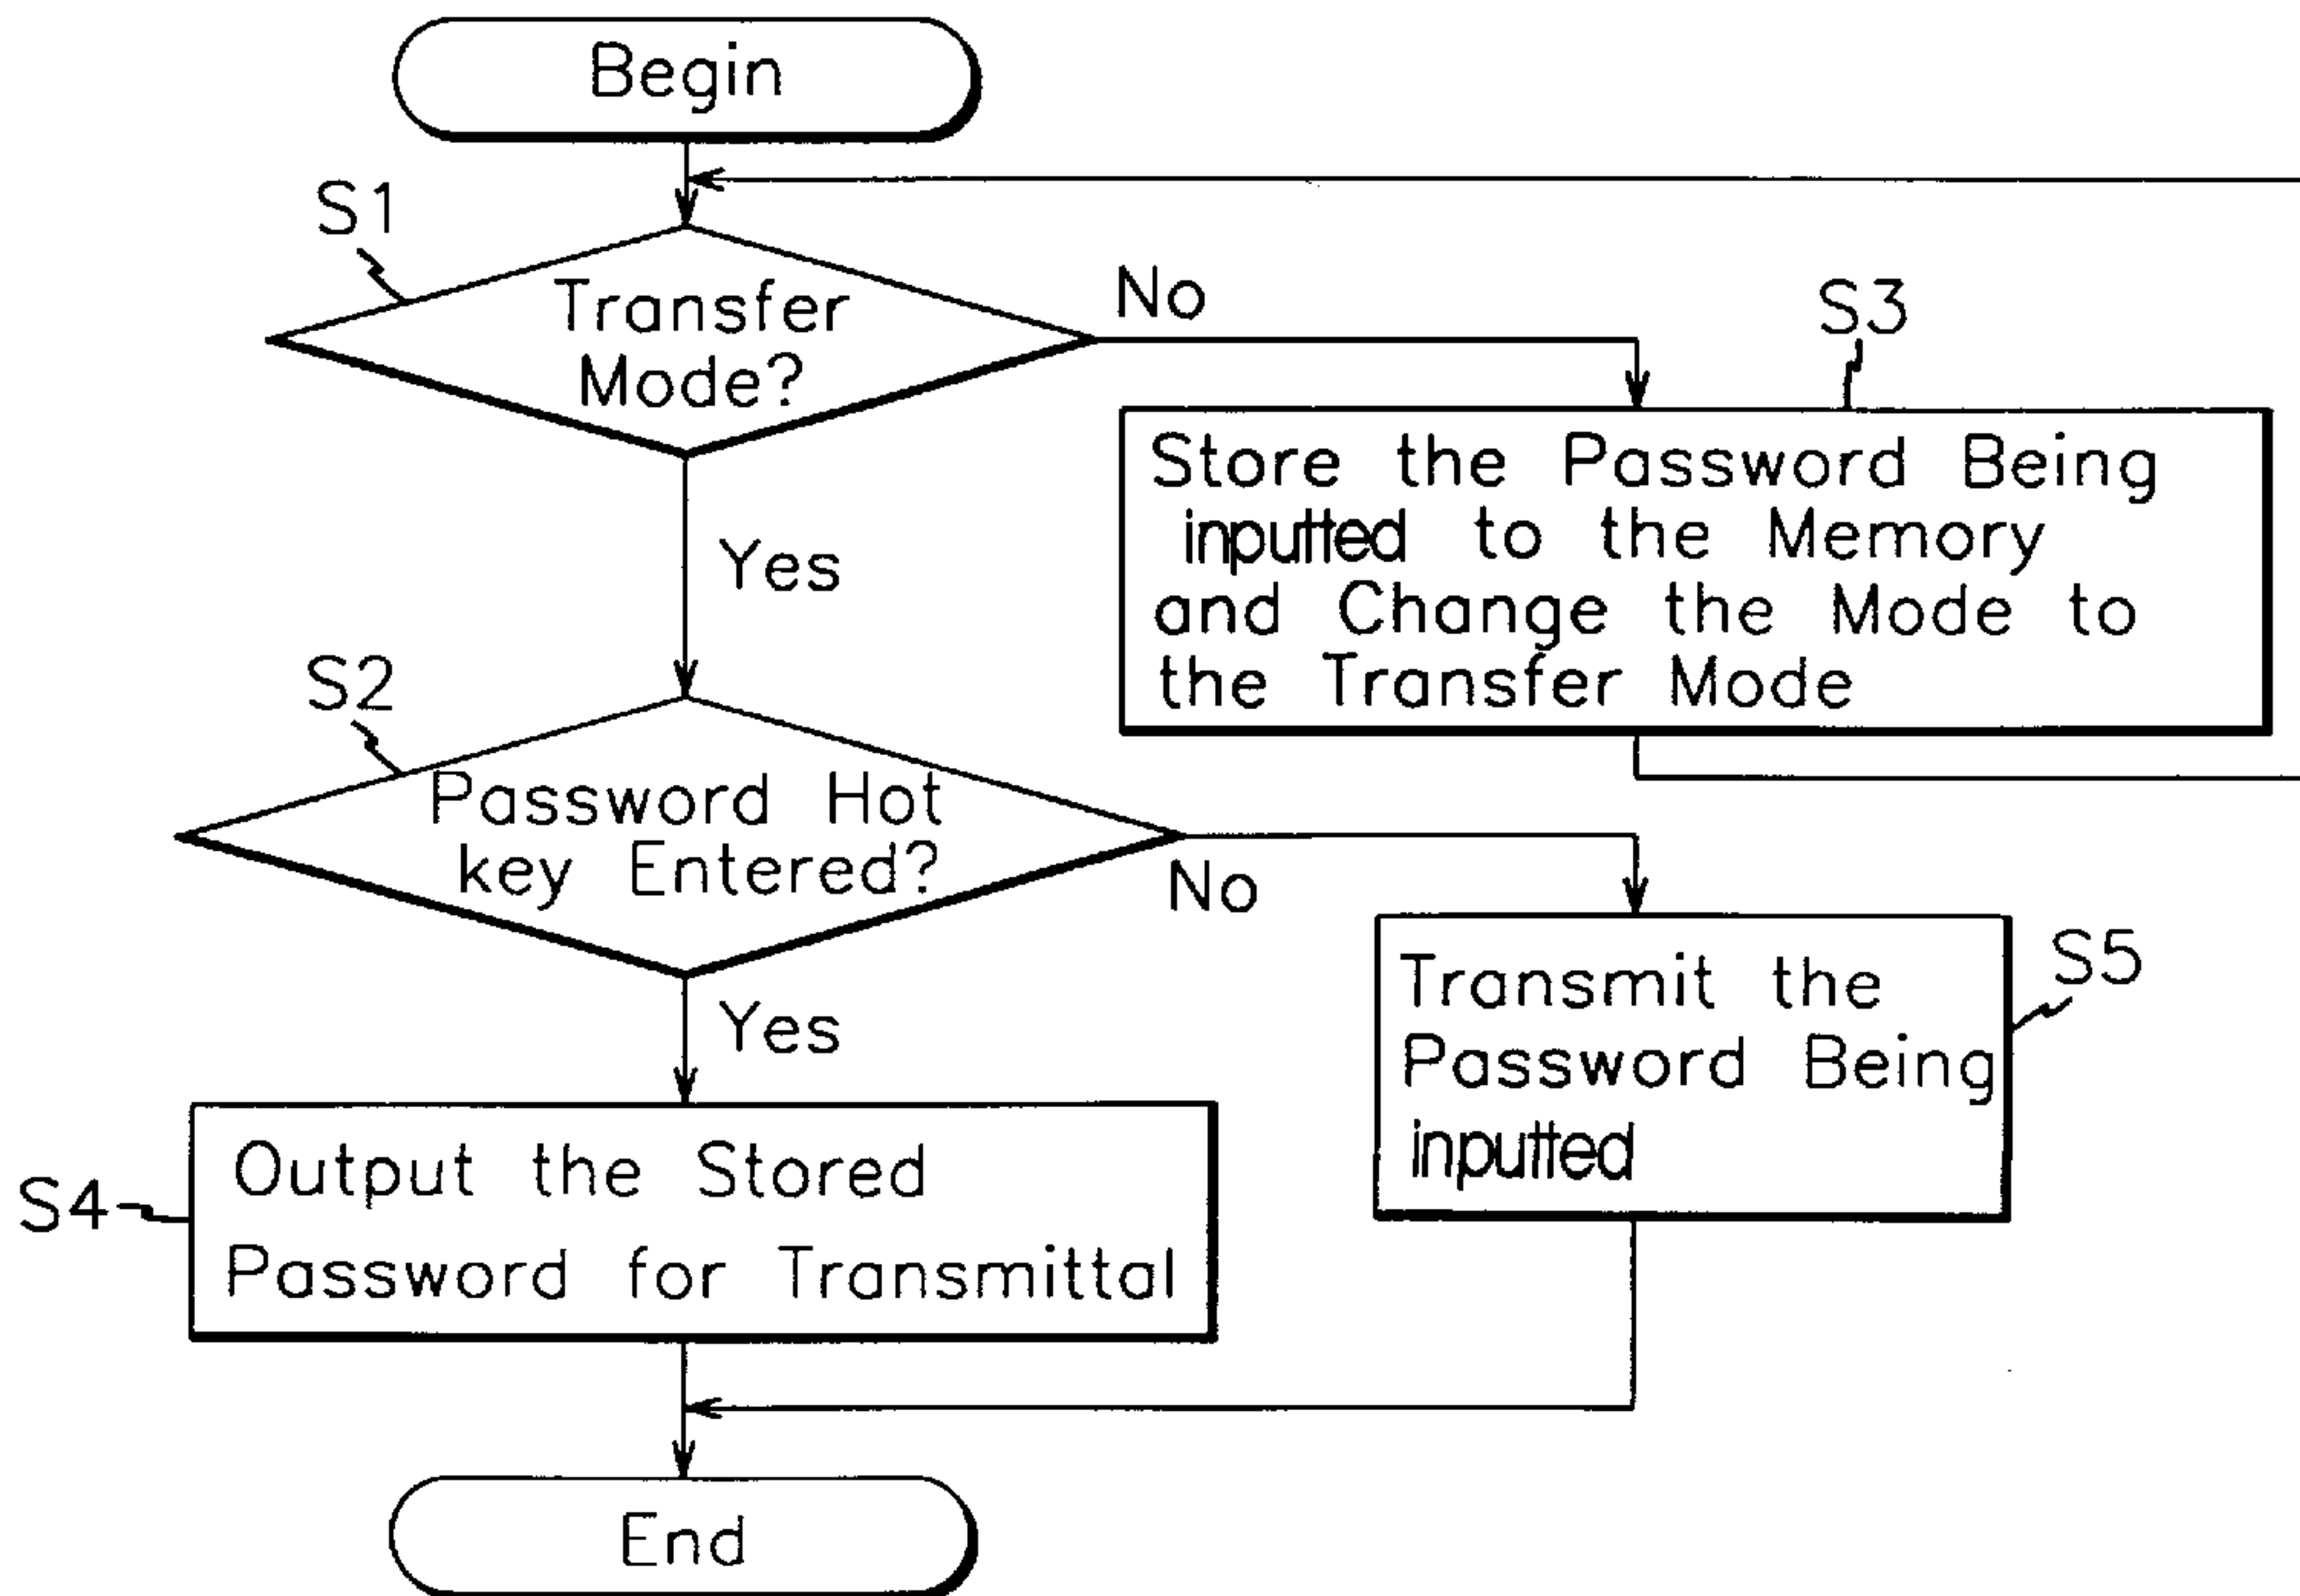 Begin
S1
Transfer
Mode?
No
S3
Store the Password Being
inputted to the Memory
and Change the Mode to
the Transfer Mode
Yes
S2
Password Hot
key Entered?
No
Yes
S5
Transmit the
Password Being
inputted
S4
Output the Stored
Password for Transmittal
End